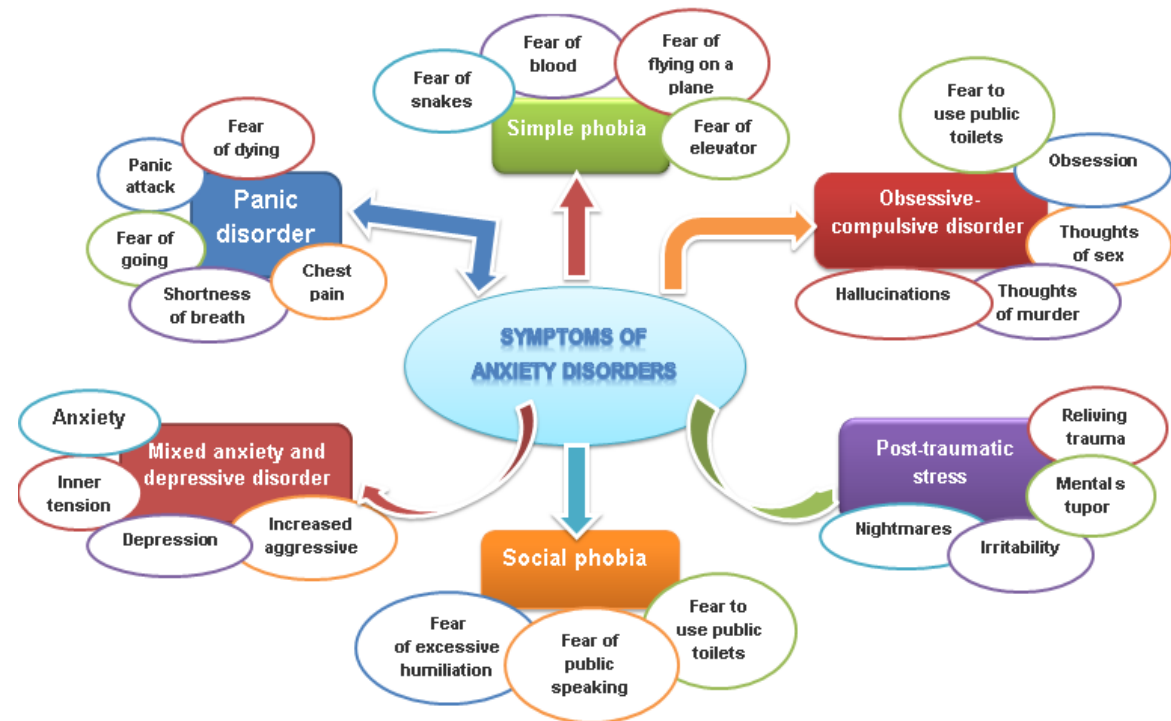 Fear of
snakes
Fear of
blood
Fear of
flying on a
plane
Fear of
elevator
Simple phobia
Fear
of dying
Panic
attack
Fear of
going
Shortness
of breath
Chest
pain
Panic
disorder
Fear to
use public
toilets
Obsession
Thoughts
of sex
Thoughts
of murder
Hallucinations
Obsessive-
compulsive disorder
SYMPTOMS OF
ANXIETY DISORDERS
Anxiety
Inner
tension
Depression
Increased
aggressive
Mixed anxiety and
depressive disorder
Social phobia
Fear
of excessive
humiliation
Fear of
public
speaking
Fear to
use public
toilets
Post-traumatic
stress
Reliving
trauma
Mental s
tupor
Irritability
Nightmares